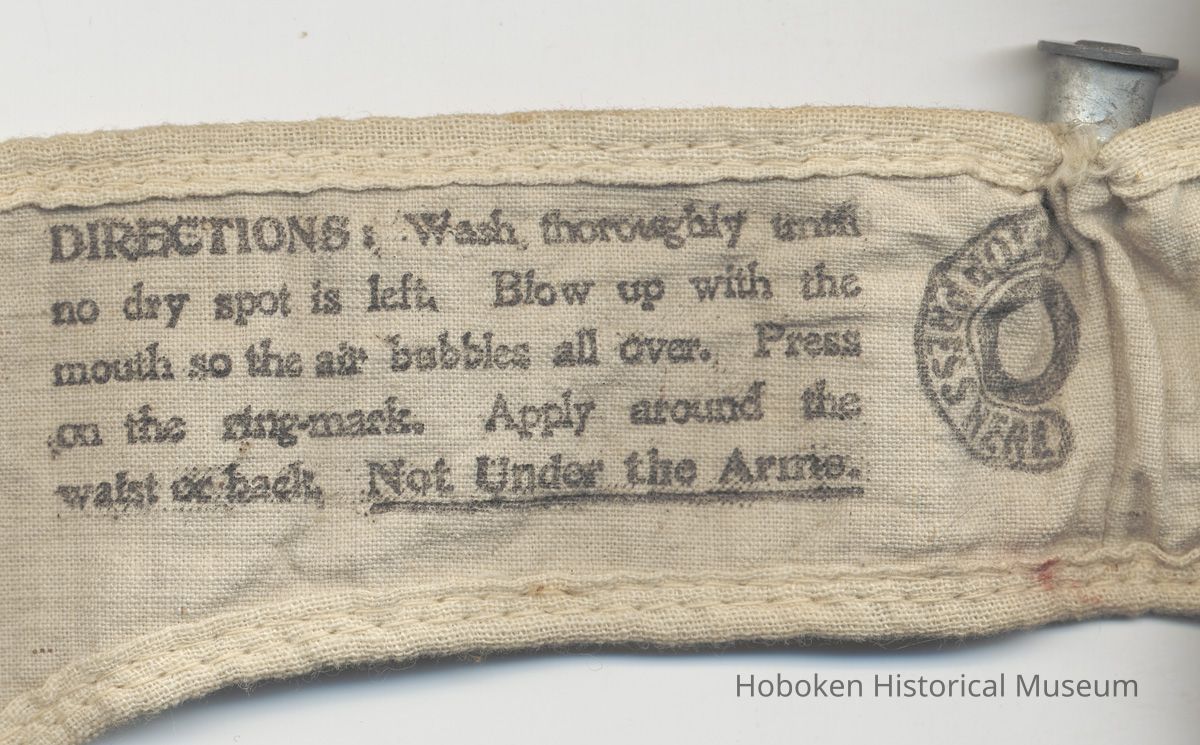 DIRECTIONS: Wash thoroughly until
no dry spot is left. Blow up with the
mouth so the air bubbles all over. Press
on the ring-mark. Apply around the
waist or back. Not Under the Arms.
PRESS HERE
Hoboken Historical Museum